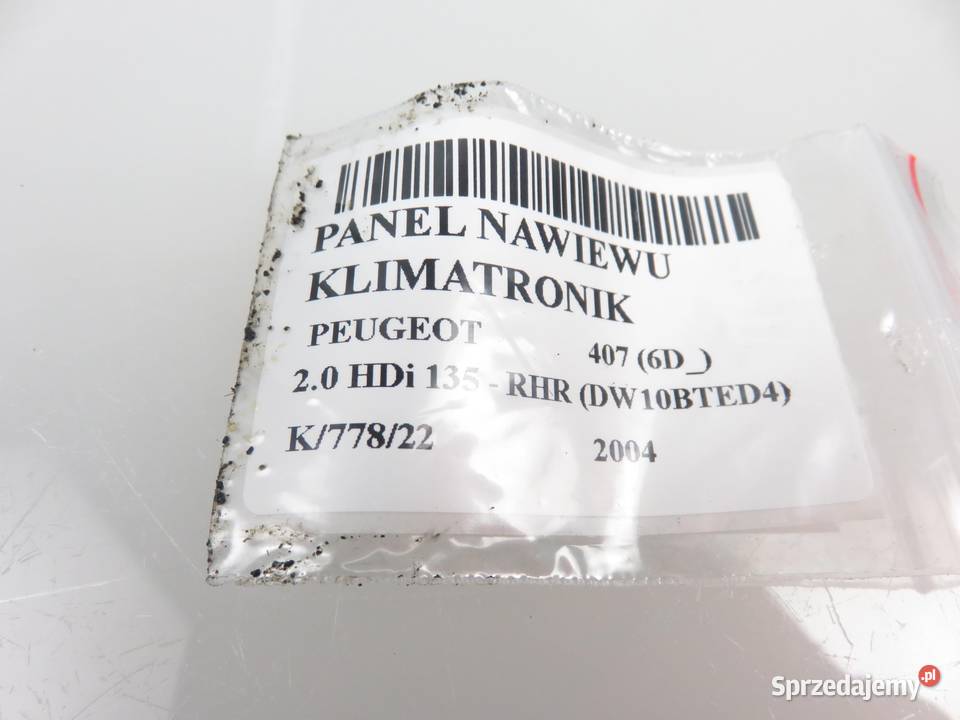 PANEL NAWIEWU
KLIMATRONIK
PEUGEOT 407 (6D_)
2.0 HDi 135 - RHR (DW10BTED4)
K/778/22 2004
Sprzedajemy.pl